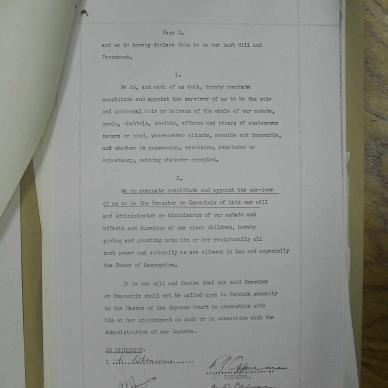 Page 2.
and we do hereby declare this to be our Last Will and
Testament.
1.
We do, and each of us doth, hereby nominate
constitute and appoint the survivor of us to be the sole
and universal heir or heiress of the whole of our estate,
goods, chattels, credits, effects and things of whatsoever
nature or kind, wheresoever situate, movable and immovable,
and whether in possession, reversion, remainder or
expectancy, nothing whatever excepted.
2.
We do nominate constitute and appoint the survivor
of us to be the Executor or Executrix of this our will
and Administrator or Administrix of our estate and
effects and Guardian of our minor children, hereby
giving and granting unto him or her reciprocally all
such power and authority as are allowed in Law and especially
the Power of Assumption.
It is our will and desire that our said Executor
or Executrix shall not be called upon to furnish security
to the Master of the Supreme Court in connection with
his or her appointment as such or in connection with the
Administration of our Estate.
AS WITNESSES:
1.